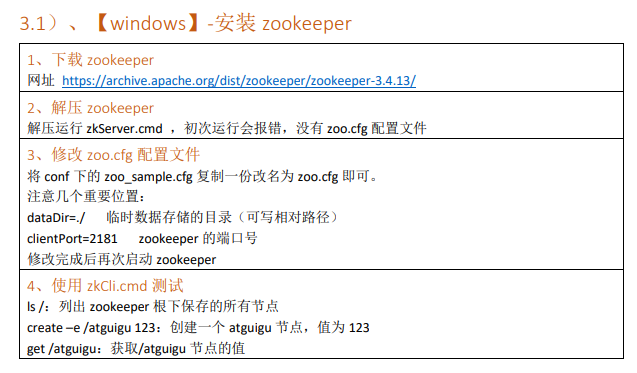 3.1）、【windows】-安装 zookeeper
1、下载 zookeeper
网址 https://archive.apache.org/dist/zookeeper/zookeeper-3.4.13/
2、解压 zookeeper
解压运行 zkServer.cmd ，初次运行会报错，没有 zoo.cfg 配置文件
3、修改 zoo.cfg 配置文件
将 conf 下的 zoo_sample.cfg 复制一份改名为 zoo.cfg 即可。
注意几个重要位置：
dataDir=./ 临时数据存储的目录（可写相对路径）
clientPort=2181 zookeeper 的端口号
修改完成后再次启动 zookeeper
4、使用 zkCli.cmd 测试
ls /：列出 zookeeper 根下保存的所有节点
create –e /atguigu 123：创建一个 atguigu 节点，值为 123
get /atguigu：获取/atguigu 节点的值